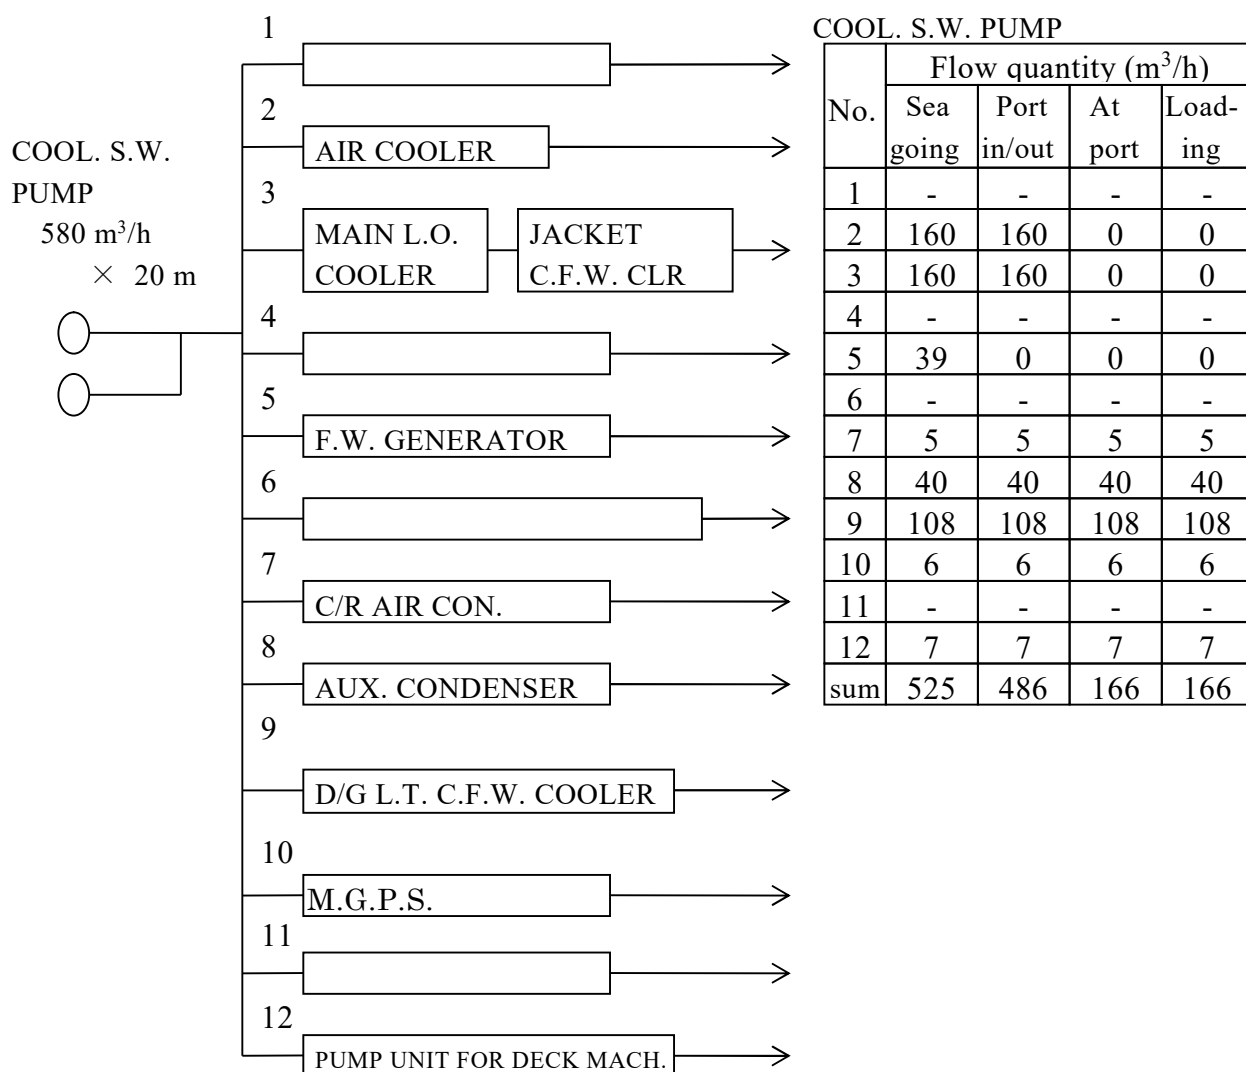 COOL. S.W.
PUMP
580 m³/h
× 20 m
1
2
AIR COOLER
3
MAIN L.O.
COOLER
JACKET
C.F.W. CLR
4
5
F.W. GENERATOR
6
7
C/R AIR CON.
8
AUX. CONDENSER
9
D/G L.T. C.F.W. COOLER
10
M.G.P.S.
11
12
PUMP UNIT FOR DECK MACH.
COOL. S.W. PUMP
Flow quantity (m³/h)
No. Sea Port At Load-
going in/out port ing
1 - - - -
2 160 160 0 0
3 160 160 0 0
4 - - - -
5 39 0 0 0
6 - - - -
7 5 5 5 5
8 40 40 40 40
9 108 108 108 108
10 6 6 6 6
11 - - - -
12 7 7 7 7
sum 525 486 166 166